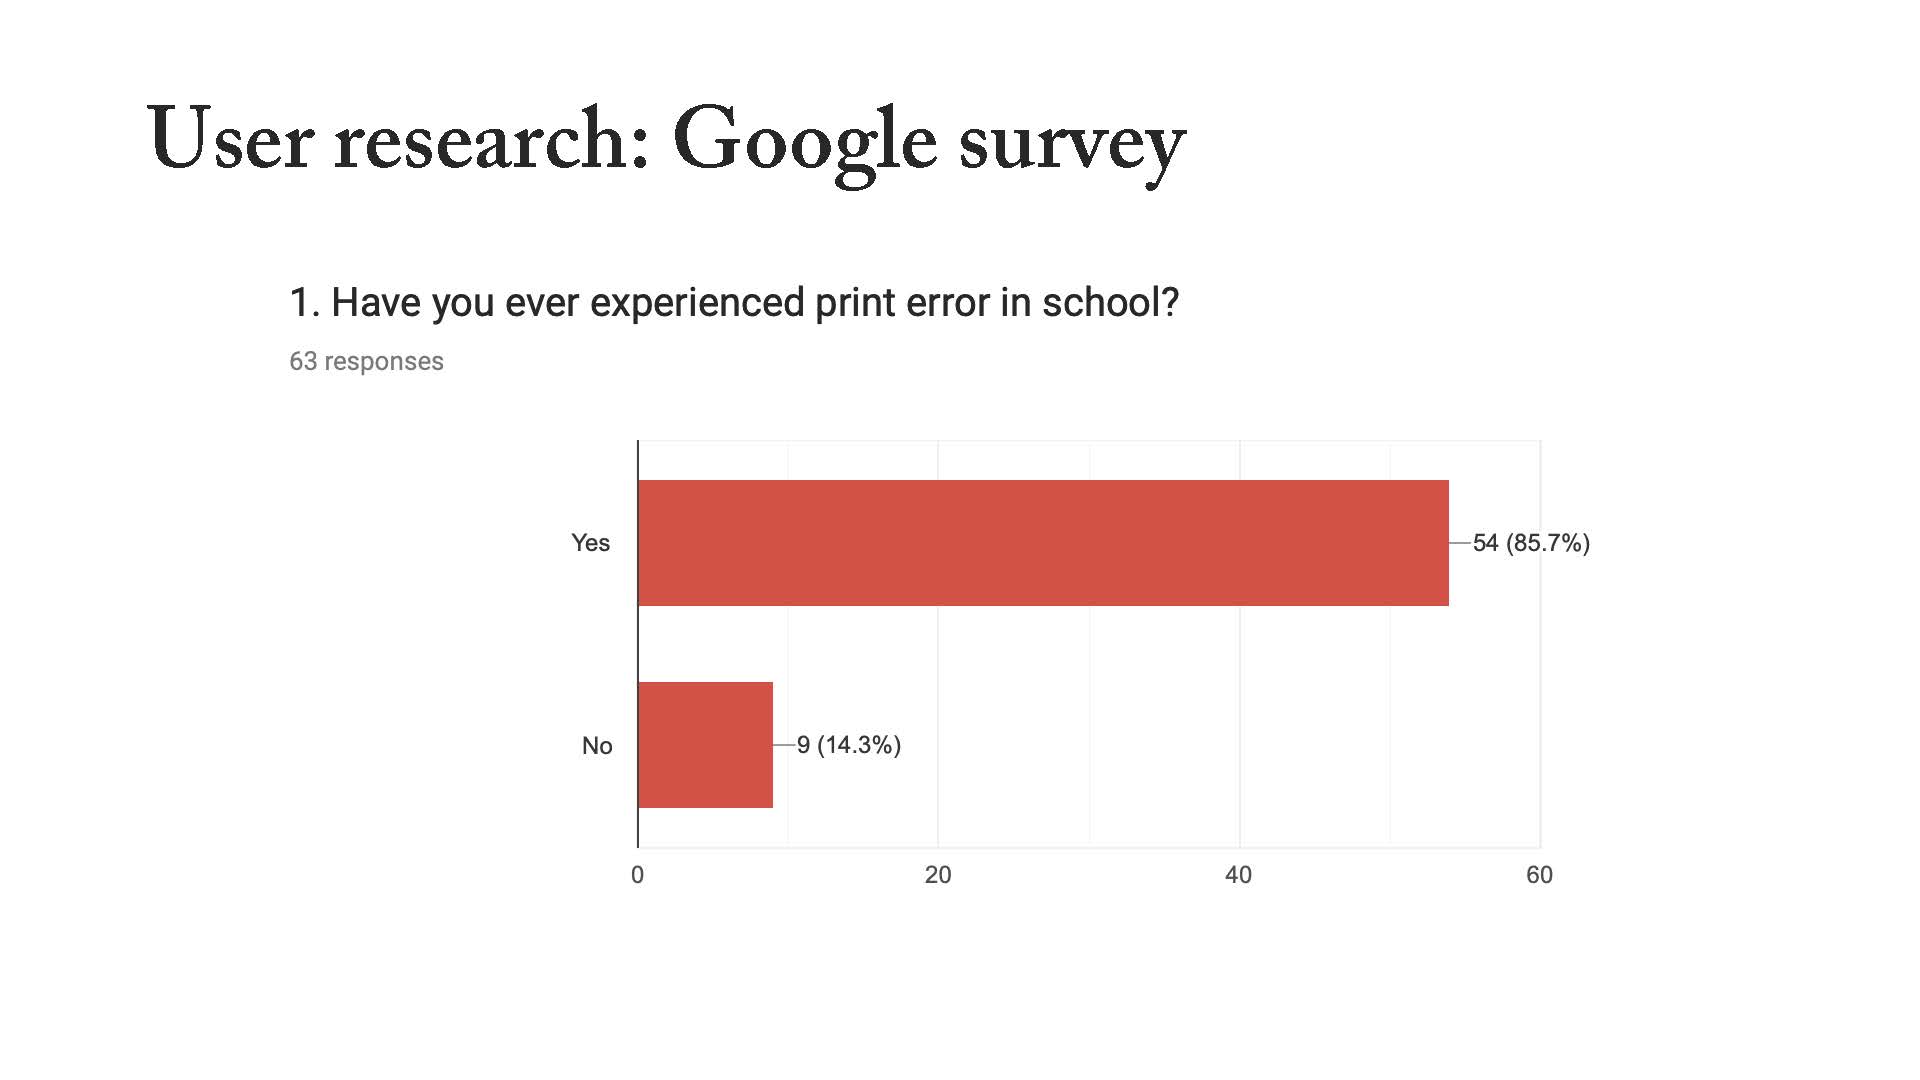 User research: Google survey
1. Have you ever experienced print error in school?
63 responses
Yes
54 (85.7%)
No
9 (14.3%)
0 20 40 60